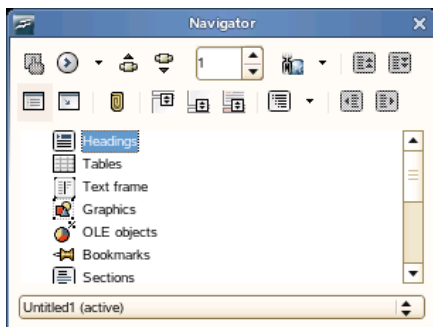 Navigator
1
Headings
Tables
Text frame
Graphics
OLE objects
Bookmarks
Sections
Untitled1 (active)